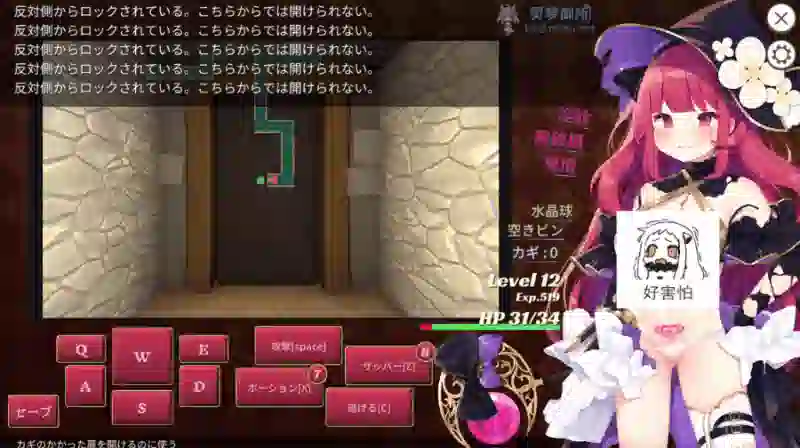 反対側からロックされている。こちらからでは開けられない。
反対側からロックされている。こちらからでは開けられない。
反対側からロックされている。こちらからでは開けられない。
反対側からロックされている。こちらからでは開けられない。
反対側からロックされている。こちらからでは開けられない。
水晶球
空きビン
カギ:0
Level 12
Exp.519
HP 31/34
好害怕
Q
W
E
A
S
D
攻撃[space]
ポーション[X]
7
ザッパー[Z]
8
逃げる[C]
セーブ
カギのかかった扉を開けるのに使う